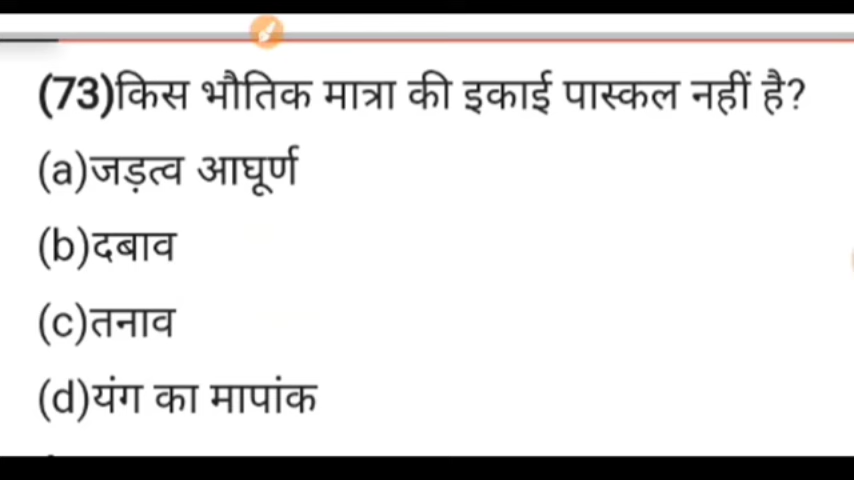 (73)किस भौतिक मात्रा की इकाई पास्कल नहीं है?
(a)जड़त्व आघूर्ण
(b)दबाव
(c)तनाव
(d)यंग का मापांक